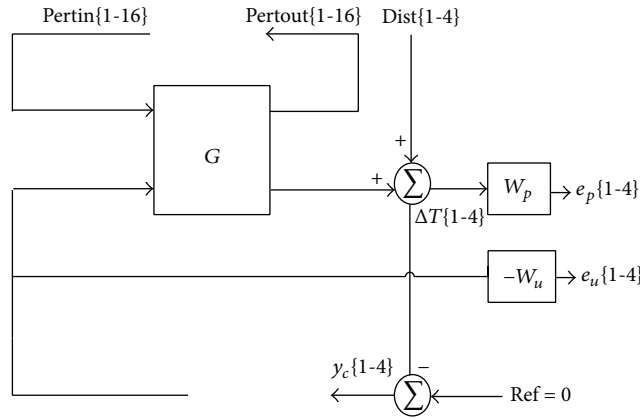 Pertin{1-16}
Pertout{1-16}
Dist{1-4}
G
+
+
∑
W_p
e_p{1-4}
ΔT{1-4}
−W_u
e_u{1-4}
y_c{1-4}
−
∑
Ref = 0